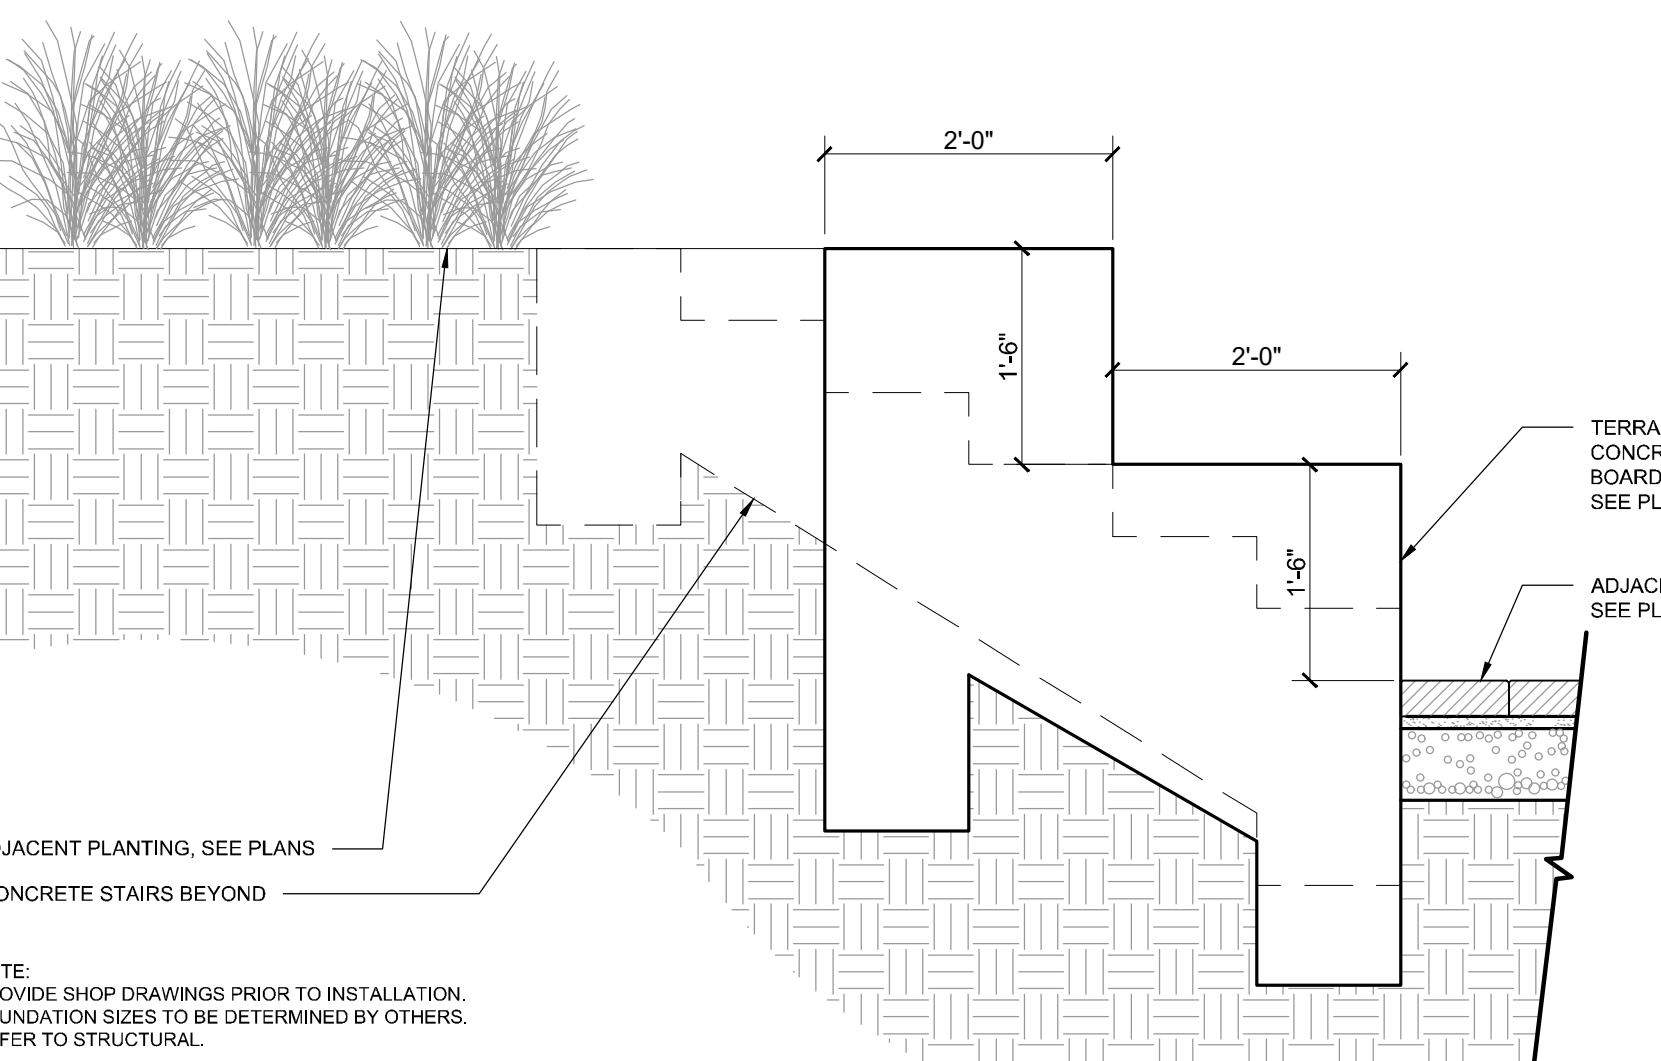 2'-0"
1'-6"
2'-0"
1'-6"
TERRA
CONCR
BOARD
SEE PL
ADJACE
SEE PL
JACENT PLANTING, SEE PLANS
ONCRETE STAIRS BEYOND
TE:
OVIDE SHOP DRAWINGS PRIOR TO INSTALLATION.
UNDATION SIZES TO BE DETERMINED BY OTHERS.
FER TO STRUCTURAL.